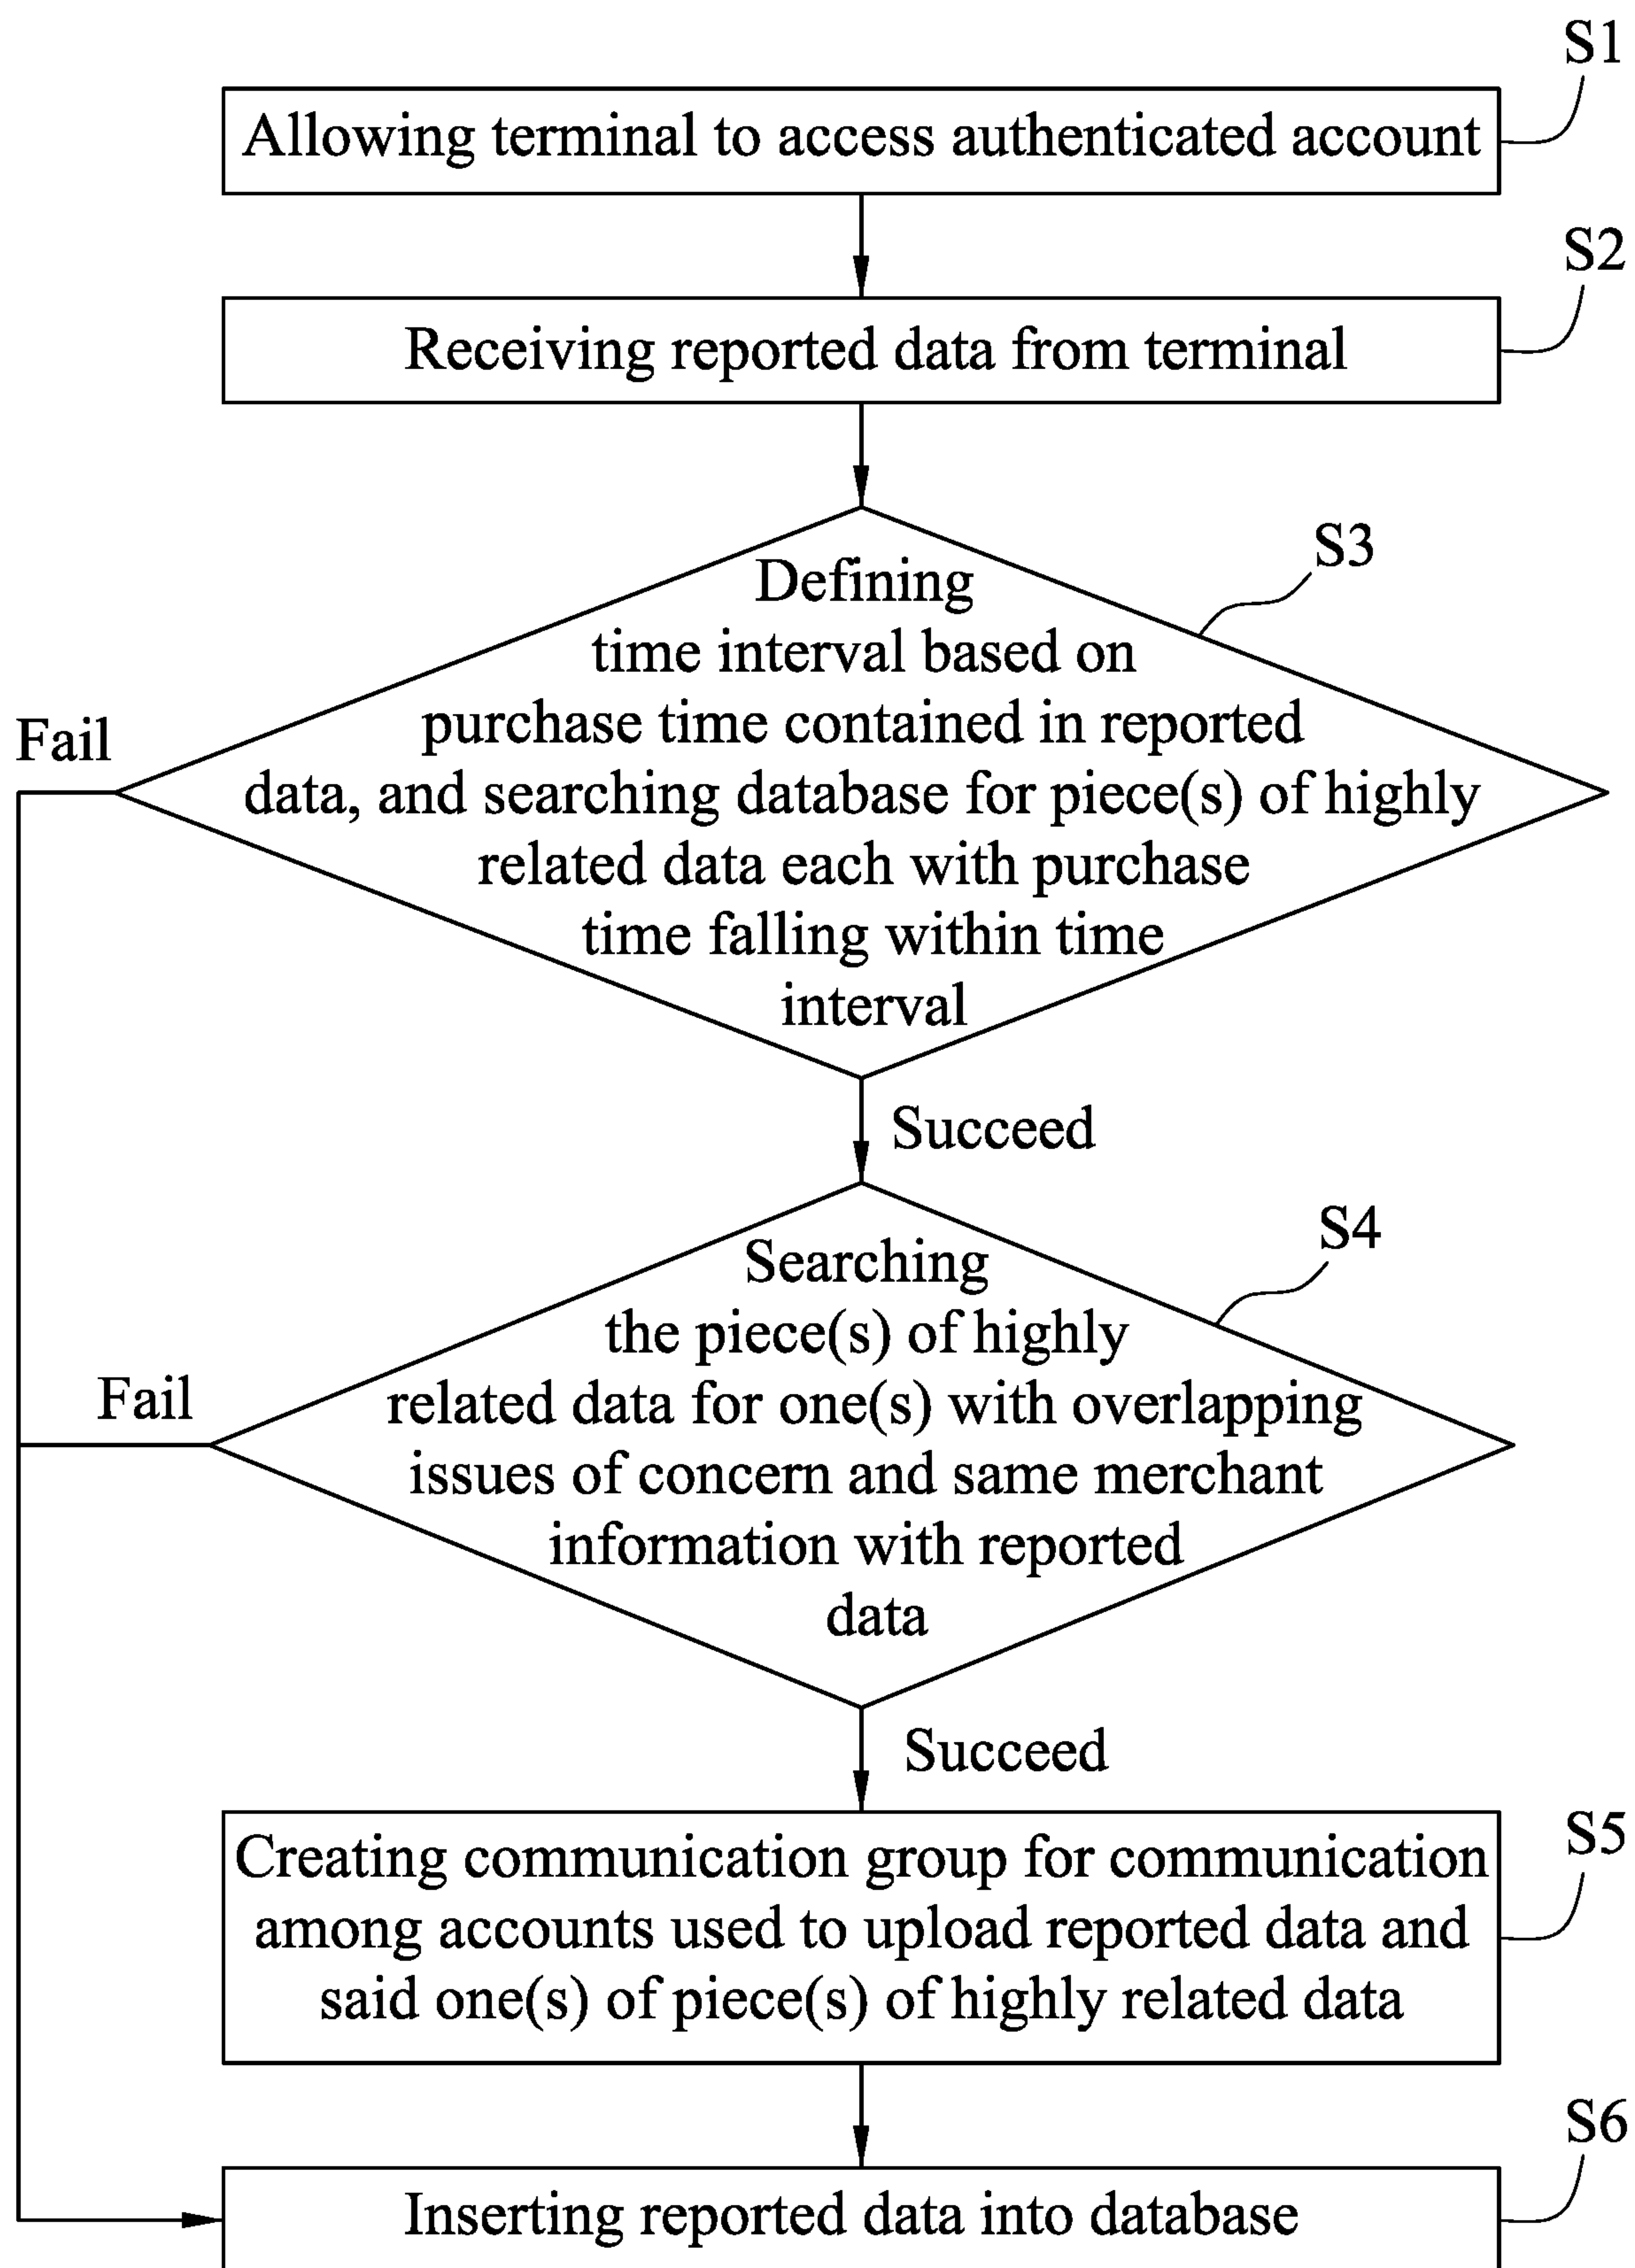 S1
Allowing terminal to access authenticated account
S2
Receiving reported data from terminal
S3
Defining
time interval based on
purchase time contained in reported
data, and searching database for piece(s) of highly
related data each with purchase
time falling within time
interval
Fail
Succeed
S4
Searching
the piece(s) of highly
related data for one(s) with overlapping
issues of concern and same merchant
information with reported
data
Fail
Succeed
S5
Creating communication group for communication
among accounts used to upload reported data and
said one(s) of piece(s) of highly related data
S6
Inserting reported data into database